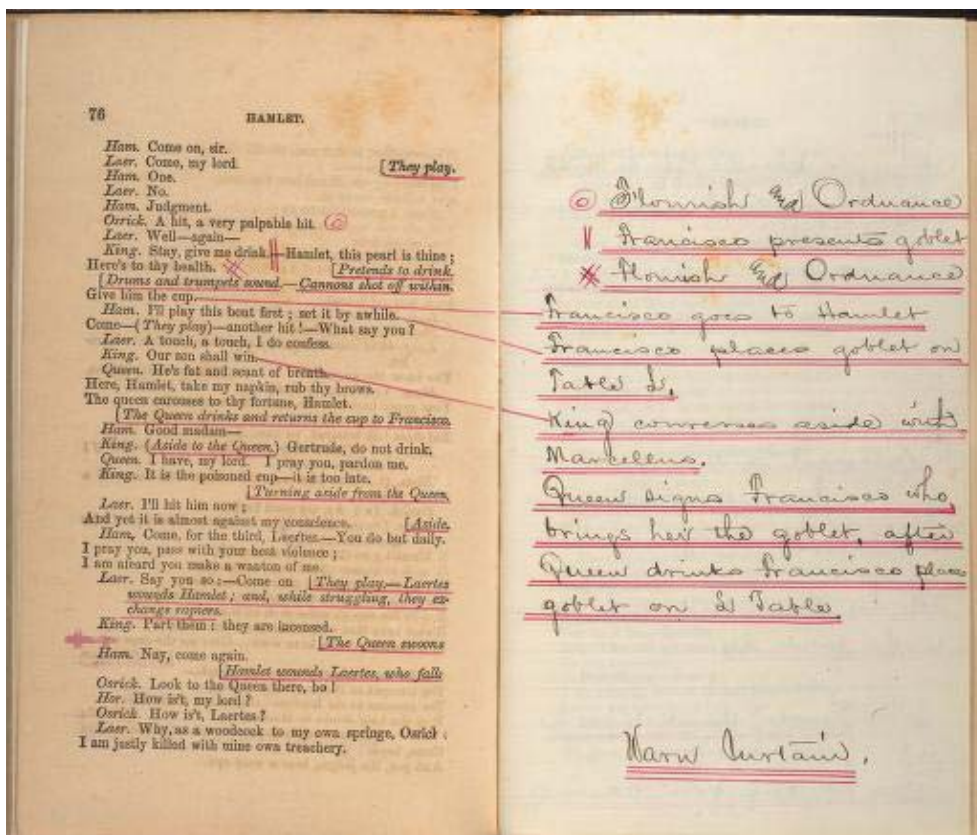 76 HAMLET.
Ham. Come on, sir.
Laer. Come, my lord. [They play.
Ham. One.
Laer. No.
Ham. Judgment.
Osrick. A hit, a very palpable hit.
Laer. Well—again—
King. Stay, give me drink.—Hamlet, this pearl is thine ;
Here's to thy health. [Pretends to drink.
[Drums and trumpets sound.—Cannons shot off within.
Give him the cup.
Ham. I'll play this bout first ; set it by awhile.
Come—(They play)—another hit !—What say you ?
Laer. A touch, a touch, I do confess.
King. Our son shall win.
Queen. He's fat and scant of breath.
Here, Hamlet, take my napkin, rub thy brows.
The queen carouses to thy fortune, Hamlet.
[The Queen drinks and returns the cup to Francisco.
Ham. Good madam—
King. (Aside to the Queen.) Gertrude, do not drink.
Queen. I have, my lord. I pray you, pardon me.
King. It is the poisoned cup—it is too late.
[Turning aside from the Queen.
Laer. I'll hit him now ;
And yet it is almost against my conscience. [Aside.
Ham. Come, for the third, Laertes.—You do but dally.
I pray you, pass with your best violence ;
I am afeard you make a wanton of me.
Laer. Say you so :—Come on [They play.—Laertes
wounds Hamlet ; and, while struggling, they ex-
change rapiers.
King. Part them : they are incensed.
[The Queen swoons
Ham. Nay, come again.
[Hamlet wounds Laertes, who falls
Osrick. Look to the Queen there, ho !
Hor. How is't, my lord ?
Osrick. How is't, Laertes ?
Laer. Why, as a woodcock to my own springe, Osrick
I am justly killed with mine own treachery.
Flourish and Ordnance
Francisco presents goblet
Flourish and Ordnance
Francisco goes to Hamlet
Francisco places goblet on
Table L.
King converses aside with
Marcellus.
Queen signs Francisco who,
brings her the goblet, after
Queen drinks Francisco places
goblet on L Table
Warn Curtain.